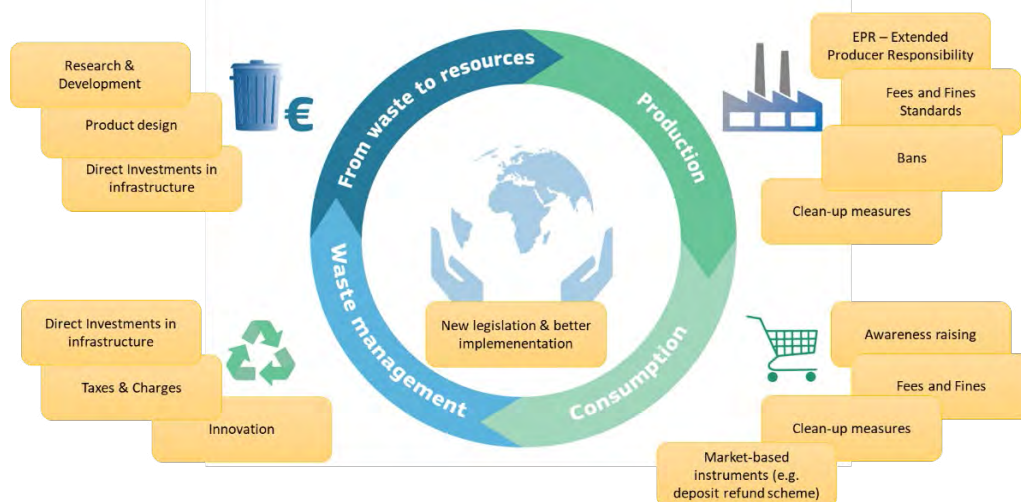 Research &
Development
Product design
Direct Investments in
infrastructure
€
From waste to resources
Production
EPR – Extended
Producer Responsibility
Fees and Fines
Standards
Bans
Clean-up measures
Direct Investments in
infrastructure
Taxes & Charges
Innovation
Waste management
New legislation & better
implemenentation
Consumption
Awareness raising
Fees and Fines
Clean-up measures
Market-based
instruments (e.g.
deposit refund scheme)